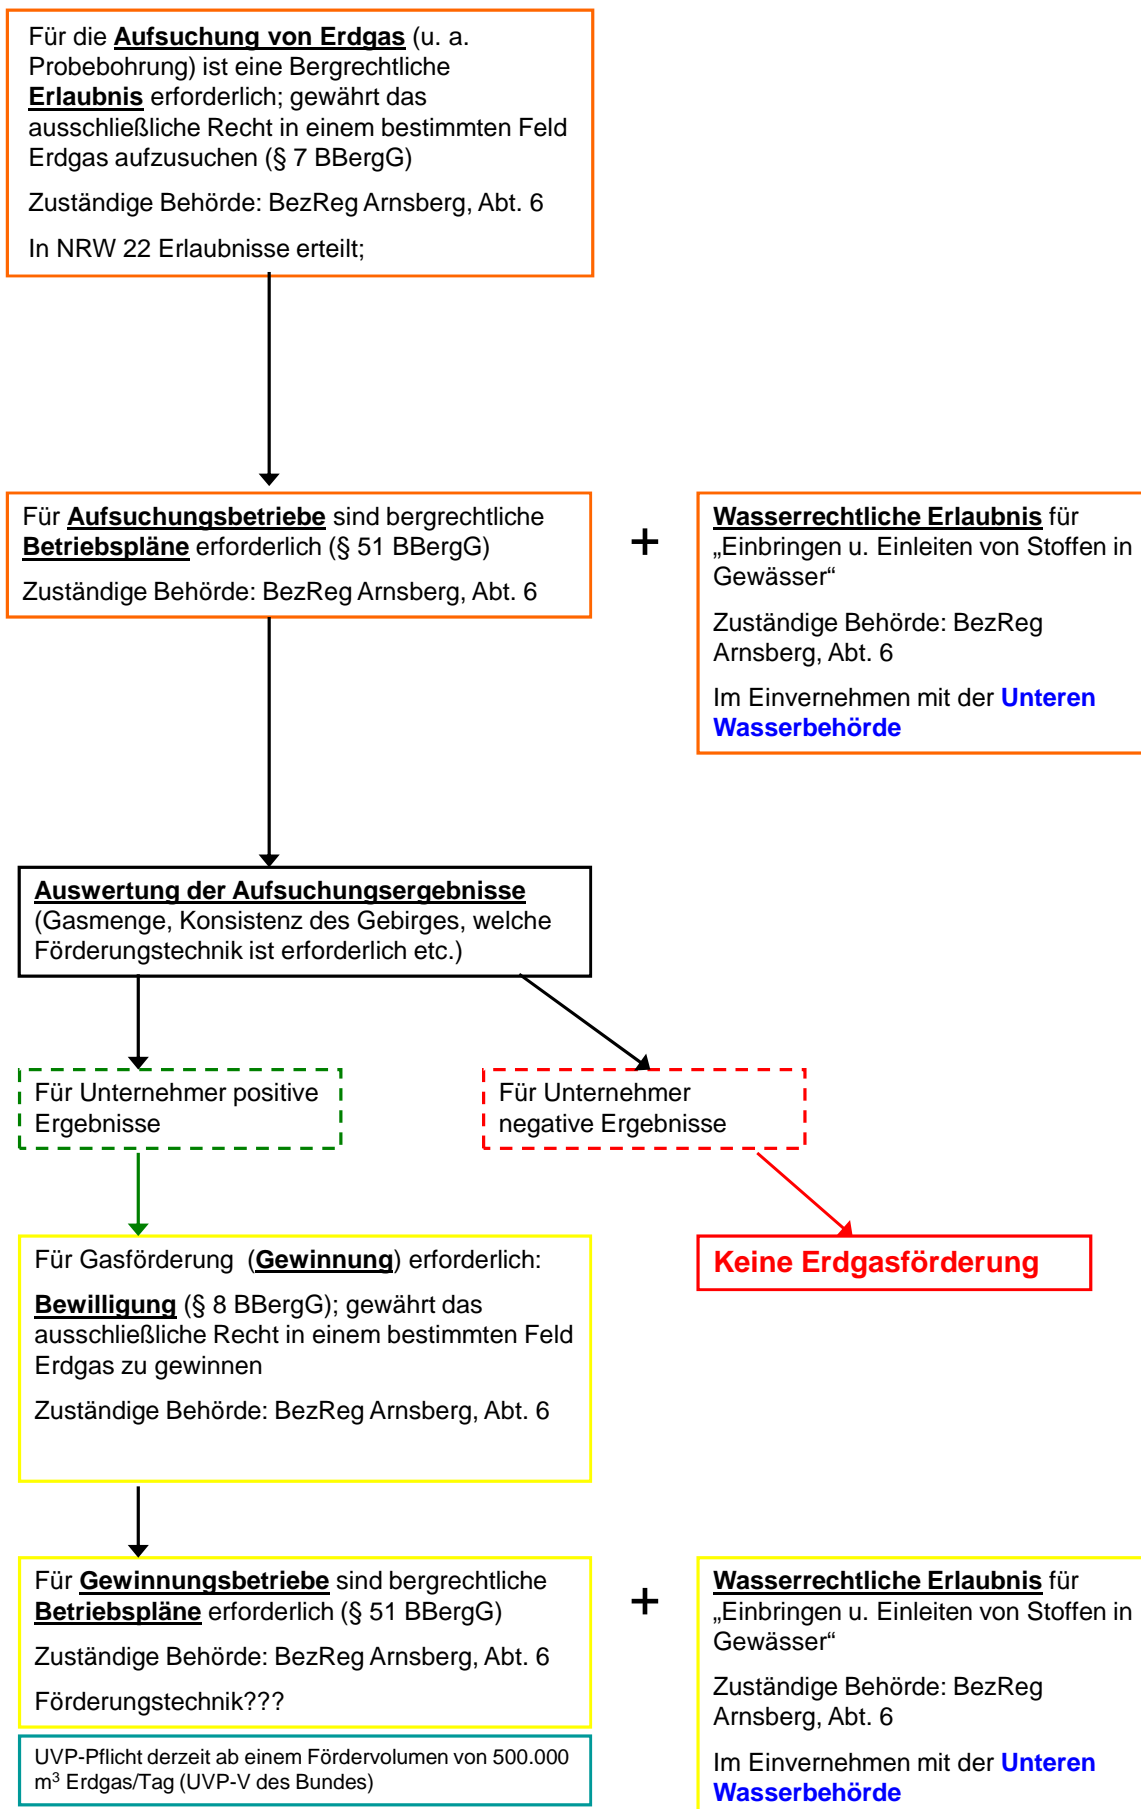 Für die Aufsuchung von Erdgas (u. a.
Probebohrung) ist eine Bergrechtliche
Erlaubnis erforderlich; gewährt das
ausschließliche Recht in einem bestimmten Feld
Erdgas aufzusuchen (§ 7 BBergG)
Zuständige Behörde: BezReg Arnsberg, Abt. 6
In NRW 22 Erlaubnisse erteilt;
Für Aufsuchungsbetriebe sind bergrechtliche
Betriebspläne erforderlich (§ 51 BBergG)
Zuständige Behörde: BezReg Arnsberg, Abt. 6
+
Wasserrechtliche Erlaubnis für
„Einbringen u. Einleiten von Stoffen in
Gewässer“
Zuständige Behörde: BezReg
Arnsberg, Abt. 6
Im Einvernehmen mit der Unteren
Wasserbehörde
Auswertung der Aufsuchungsergebnisse
(Gasmenge, Konsistenz des Gebirges, welche
Förderungstechnik ist erforderlich etc.)
Für Unternehmer positive
Ergebnisse
Für Unternehmer
negative Ergebnisse
Für Gasförderung (Gewinnung) erforderlich:
Bewilligung (§ 8 BBergG); gewährt das
ausschließliche Recht in einem bestimmten Feld
Erdgas zu gewinnen
Zuständige Behörde: BezReg Arnsberg, Abt. 6
Keine Erdgasförderung
Für Gewinnungsbetriebe sind bergrechtliche
Betriebspläne erforderlich (§ 51 BBergG)
Zuständige Behörde: BezReg Arnsberg, Abt. 6
Förderungstechnik???
UVP-Pflicht derzeit ab einem Fördervolumen von 500.000
m³ Erdgas/Tag (UVP-V des Bundes)
+
Wasserrechtliche Erlaubnis für
„Einbringen u. Einleiten von Stoffen in
Gewässer“
Zuständige Behörde: BezReg
Arnsberg, Abt. 6
Im Einvernehmen mit der Unteren
Wasserbehörde